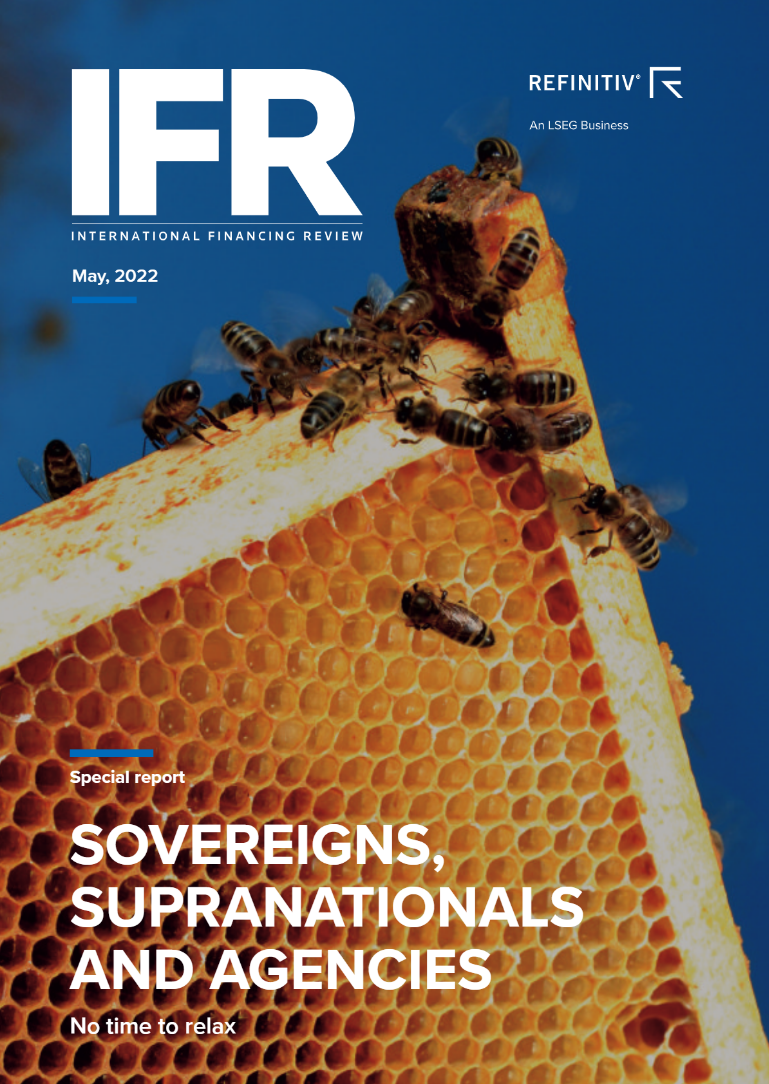 IFR
INTERNATIONAL FINANCING REVIEW
May, 2022
REFINITIV®
An LSEG Business
Special report
SOVEREIGNS,
SUPRANATIONALS
AND AGENCIES
No time to relax